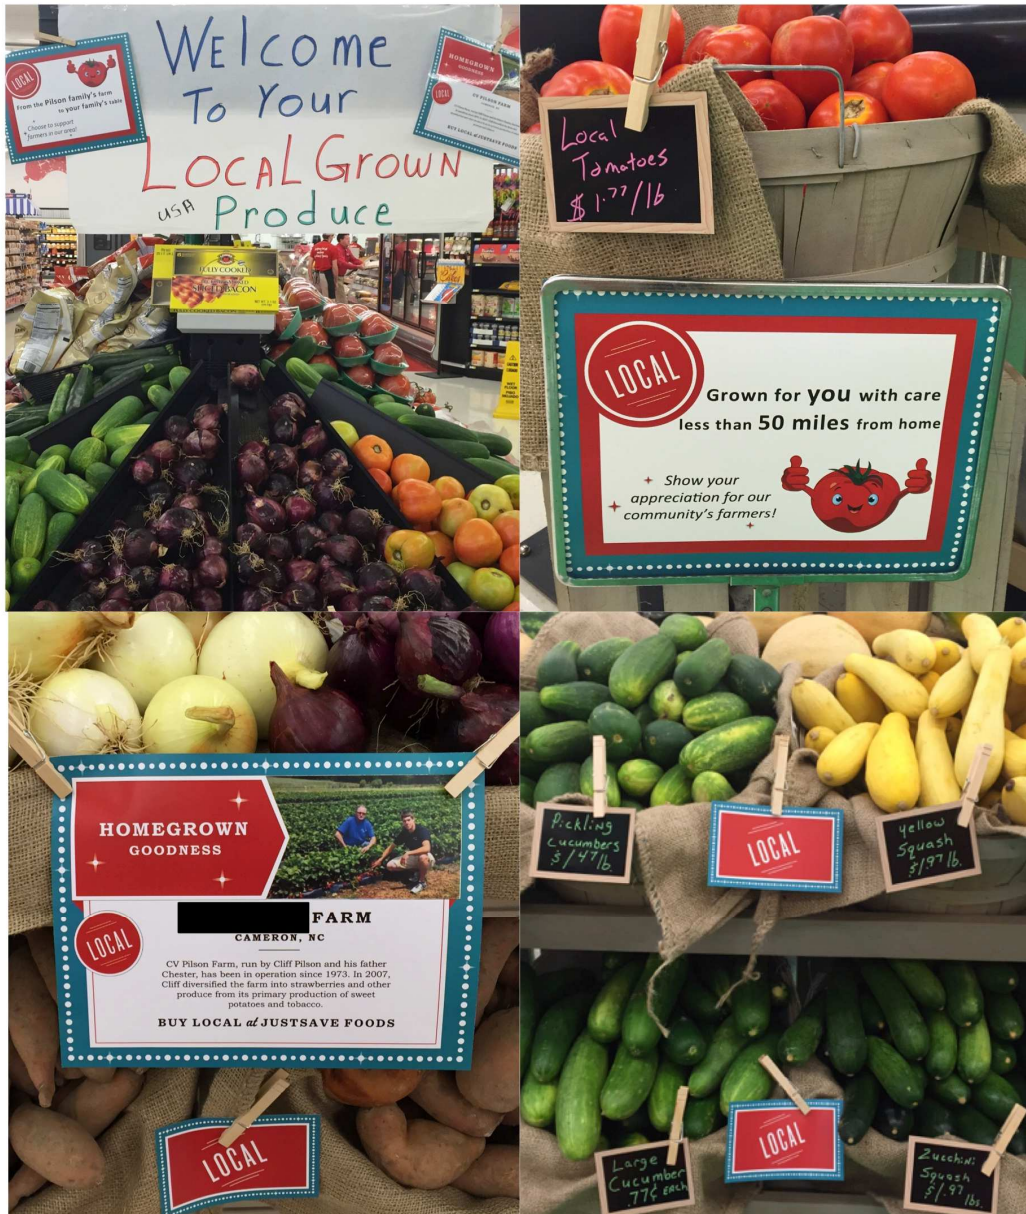 WELCOME
TO YOUR
LOCAL GROWN
USA Produce
LOCAL
From the Pilson family's farm
to your family's table
Choose to support
farmers in our area!
HOMEGROWN
GOODNESS
LOCAL
CV PILSON FARM
BUY LOCAL at JUSTSAVE FOODS
FULLY COOKED
BACON
Local
Tomatoes
$1.77/lb
LOCAL
Grown for you with care
less than 50 miles from home
Show your
appreciation for our
community's farmers!
HOMEGROWN
GOODNESS
FARM
CAMERON, NC
LOCAL
CV Pilson Farm, run by Cliff Pilson and his father
Chester, has been in operation since 1973. In 2007,
Cliff diversified the farm into strawberries and other
produce from its primary production of sweet
potatoes and tobacco.
BUY LOCAL at JUSTSAVE FOODS
LOCAL
Pickling
Cucumbers
$1.47/lb.
LOCAL
Yellow
Squash
$1.97/lb.
Large
Cucumber
.77¢ EACH
LOCAL
Zucchini
Squash
$1.97
lbs.